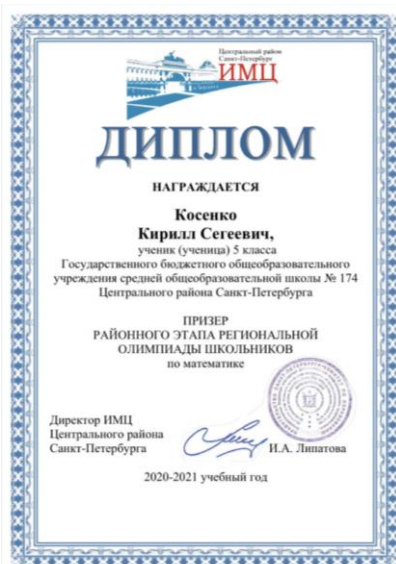 Центральный район
Санкт-Петербург
ИМЦ
ДИПЛОМ
НАГРАЖДАЕТСЯ
Косенко
Кирилл Сегеевич,
ученик (ученица) 5 класса
Государственного бюджетного общеобразовательного
учреждения средней общеобразовательной школы № 174
Центрального района Санкт-Петербурга
ПРИЗЕР
РАЙОННОГО ЭТАПА РЕГИОНАЛЬНОЙ
ОЛИМПИАДЫ ШКОЛЬНИКОВ
по математике
Директор ИМЦ
Центрального района
Санкт-Петербурга
И.А. Липатова
2020-2021 учебный год